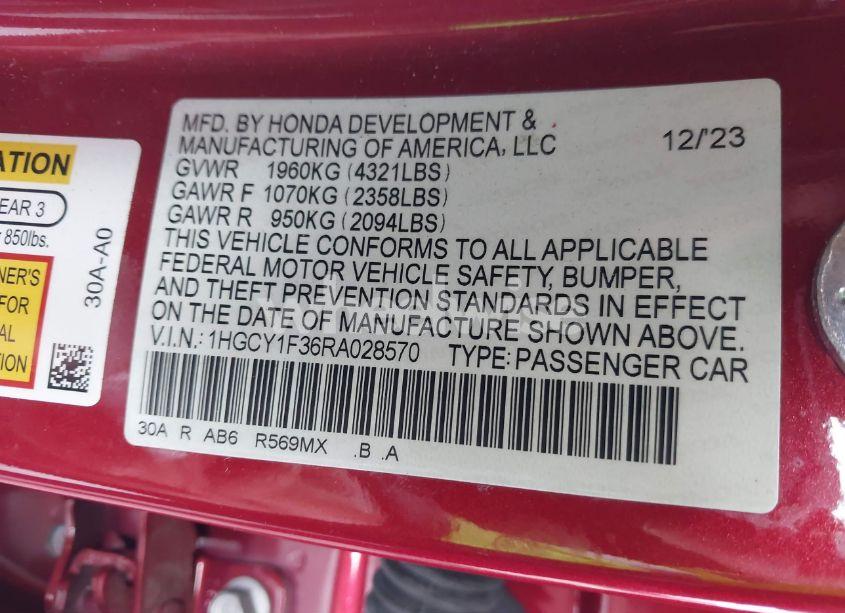 MFD. BY HONDA DEVELOPMENT &
MANUFACTURING OF AMERICA, LLC 12/'23
GVWR 1960KG (4321LBS)
GAWR F 1070KG (2358LBS)
GAWR R 950KG (2094LBS)
THIS VEHICLE CONFORMS TO ALL APPLICABLE
FEDERAL MOTOR VEHICLE SAFETY, BUMPER,
AND THEFT PREVENTION STANDARDS IN EFFECT
ON THE DATE OF MANUFACTURE SHOWN ABOVE.
V.I.N.: 1HGCY1F36RA028570 TYPE: PASSENGER CAR
30A R AB6 R569MX .B .A
ATION
EAR 3
850lbs.
NER'S
FOR
AL
TION
30A-A0